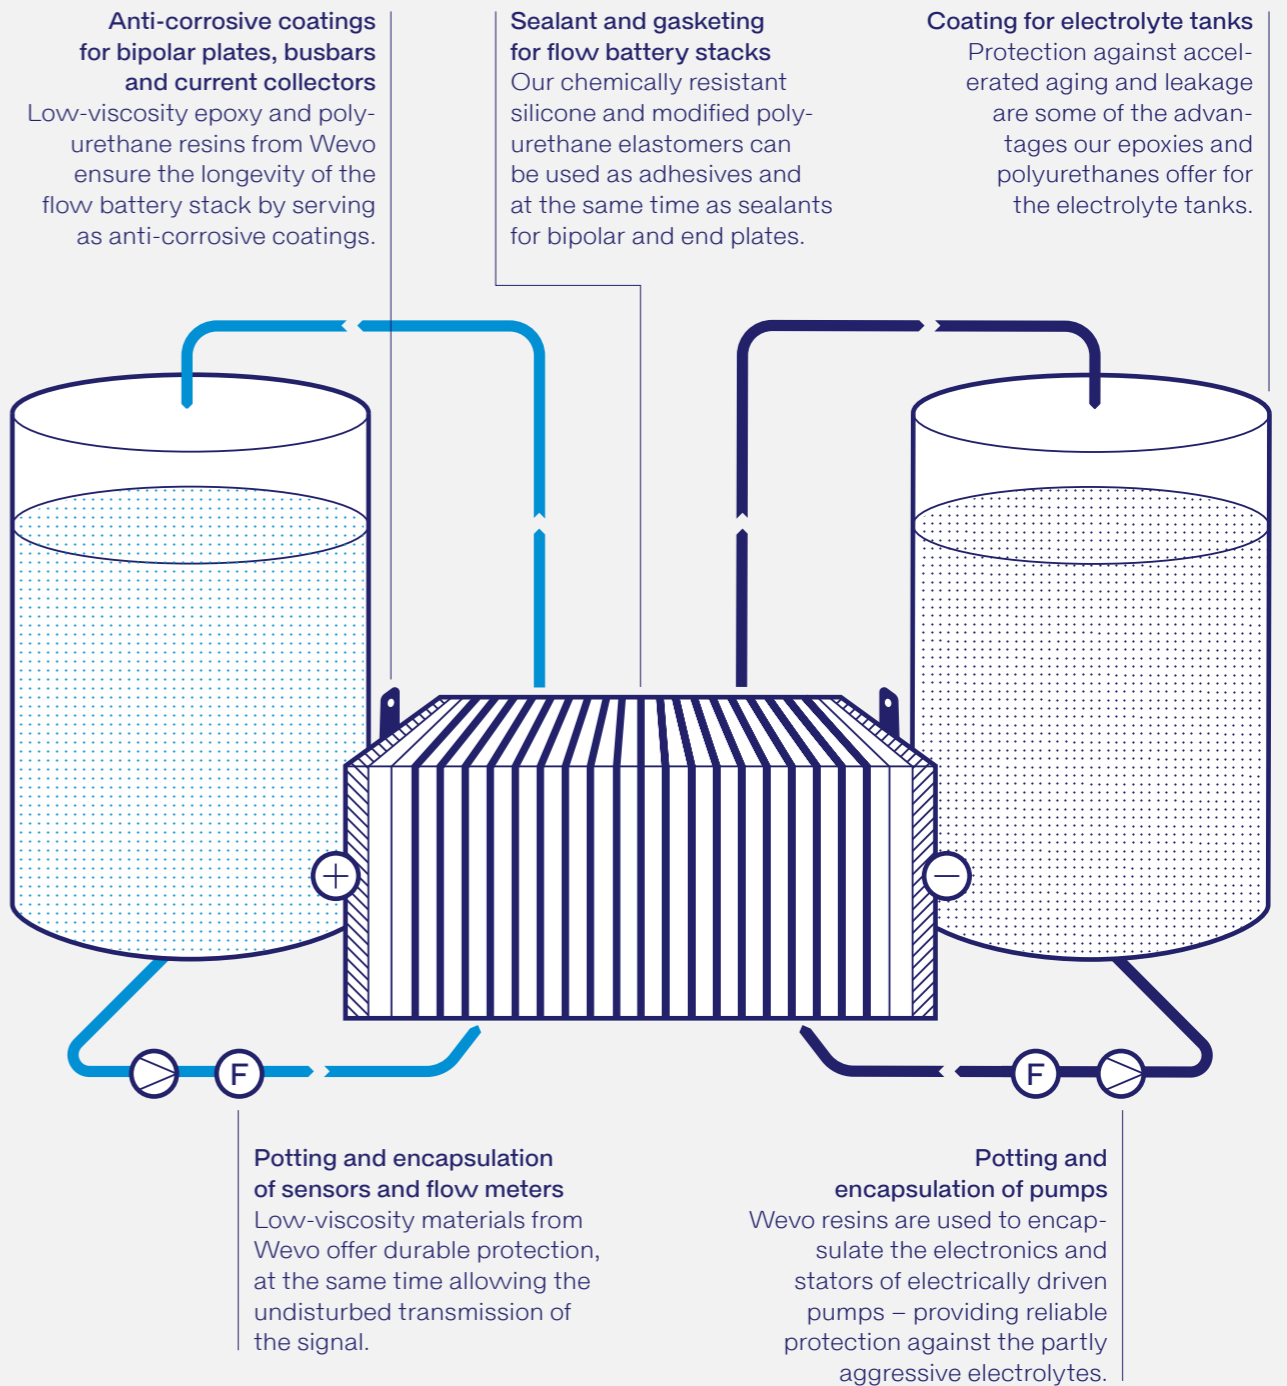 Anti-corrosive coatings
for bipolar plates, busbars
and current collectors
Low-viscosity epoxy and poly-
urethane resins from Wevo
ensure the longevity of the
flow battery stack by serving
as anti-corrosive coatings.
Sealant and gasketing
for flow battery stacks
Our chemically resistant
silicone and modified poly-
urethane elastomers can
be used as adhesives and
at the same time as sealants
for bipolar and end plates.
Coating for electrolyte tanks
Protection against accel-
erated aging and leakage
are some of the advan-
tages our epoxies and
polyurethanes offer for
the electrolyte tanks.
+
−
F
F
Potting and encapsulation
of sensors and flow meters
Low-viscosity materials from
Wevo offer durable protection,
at the same time allowing the
undisturbed transmission of
the signal.
Potting and
encapsulation of pumps
Wevo resins are used to encap-
sulate the electronics and
stators of electrically driven
pumps – providing reliable
protection against the partly
aggressive electrolytes.